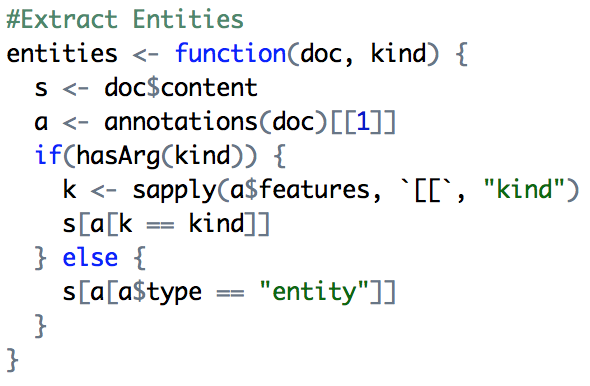 #Extract Entities
entities <- function(doc, kind) {
  s <- doc$content
  a <- annotations(doc)[[1]]
  if(hasArg(kind)) {
    k <- sapply(a$features, `[[`, "kind")
    s[a[k == kind]]
  } else {
    s[a[a$type == "entity"]]
  }
}